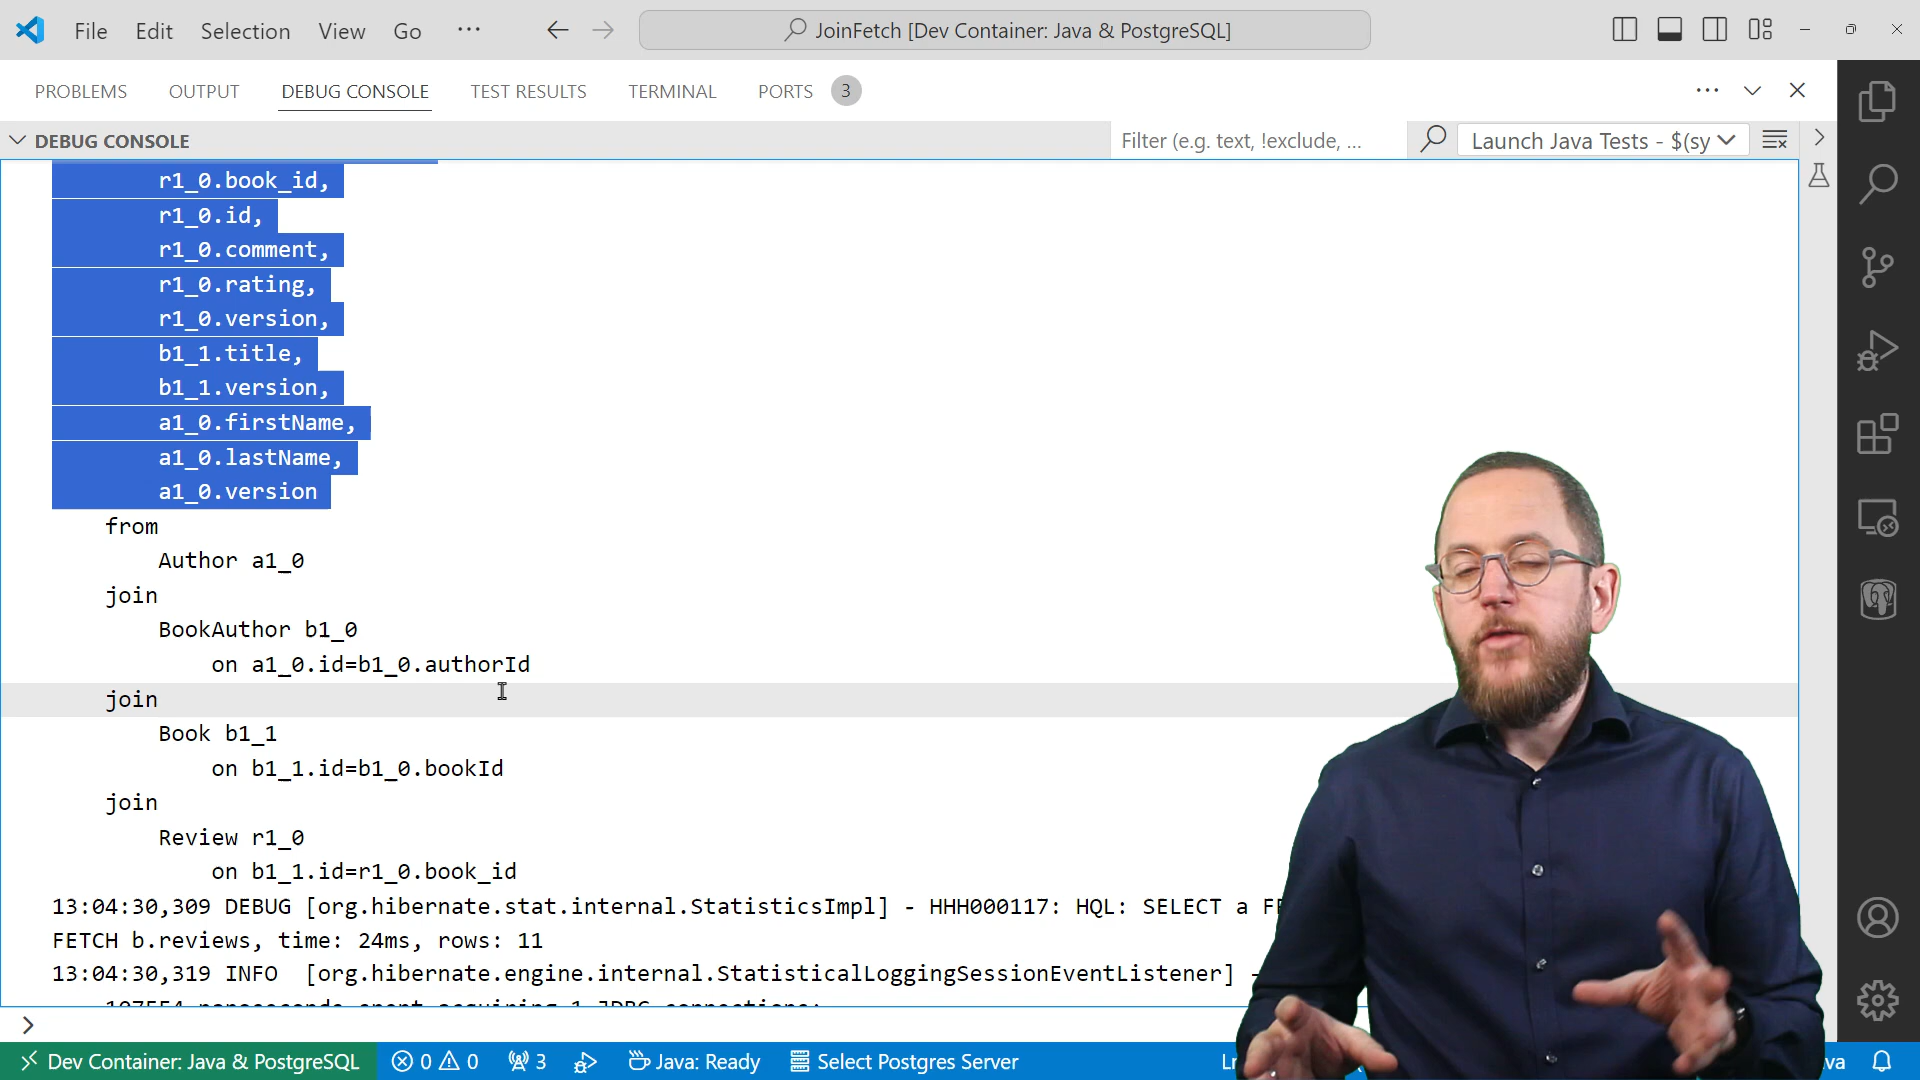 File Edit Selection View Go ···
JoinFetch [Dev Container: Java & PostgreSQL]
PROBLEMS OUTPUT DEBUG CONSOLE TEST RESULTS TERMINAL PORTS 3
DEBUG CONSOLE
Filter (e.g. text, !exclude, ...
Launch Java Tests - $(sy
r1_0.book_id,
r1_0.id,
r1_0.comment,
r1_0.rating,
r1_0.version,
b1_1.title,
b1_1.version,
a1_0.firstName,
a1_0.lastName,
a1_0.version
from
Author a1_0
join
BookAuthor b1_0
on a1_0.id=b1_0.authorId
join
Book b1_1
on b1_1.id=b1_0.bookId
join
Review r1_0
on b1_1.id=r1_0.book_id
13:04:30,309 DEBUG [org.hibernate.stat.internal.StatisticsImpl] - HHH000117: HQL: SELECT a
FETCH b.reviews, time: 24ms, rows: 11
13:04:30,319 INFO [org.hibernate.engine.internal.StatisticalLoggingSessionEventListener] -
Dev Container: Java & PostgreSQL 0 0 3 Java: Ready Select Postgres Server